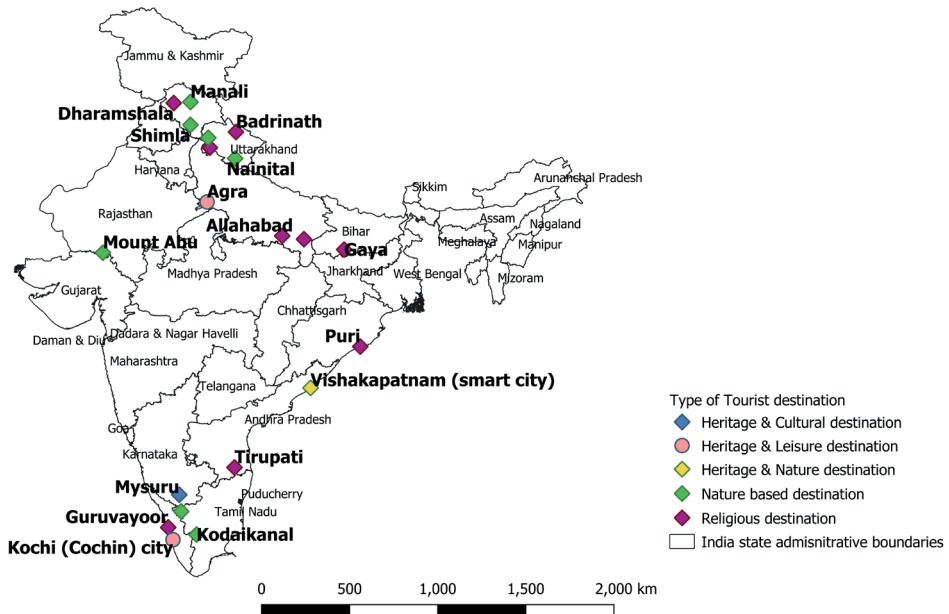 Jammu & Kashmir
Manali
Dharamshala
Badrinath
Shimla
Uttarakhand
Nainital
Haryana
Agra
Sikkim
Arunanchal Pradesh
Rajasthan
Allahabad
Bihar
Assam
Nagaland
Mount Abu
Gaya
Meghalaya
Manipur
Madhya Pradesh
Jharkhand
West Bengal
Mizoram
Gujarat
Chhattisgarh
Daman & Diu
Dadara & Nagar Havelli
Puri
Maharashtra
Telangana
Vishakapatnam (smart city)
Andhra Pradesh
Goa
Karnataka
Tirupati
Mysuru
Puducherry
Tamil Nadu
Guruvayoor
Kodaikanal
Kochi (Cochin) city
Type of Tourist destination
Heritage & Cultural destination
Heritage & Leisure destination
Heritage & Nature destination
Nature based destination
Religious destination
India state admisnitrative boundaries
0 500 1,000 1,500 2,000 km